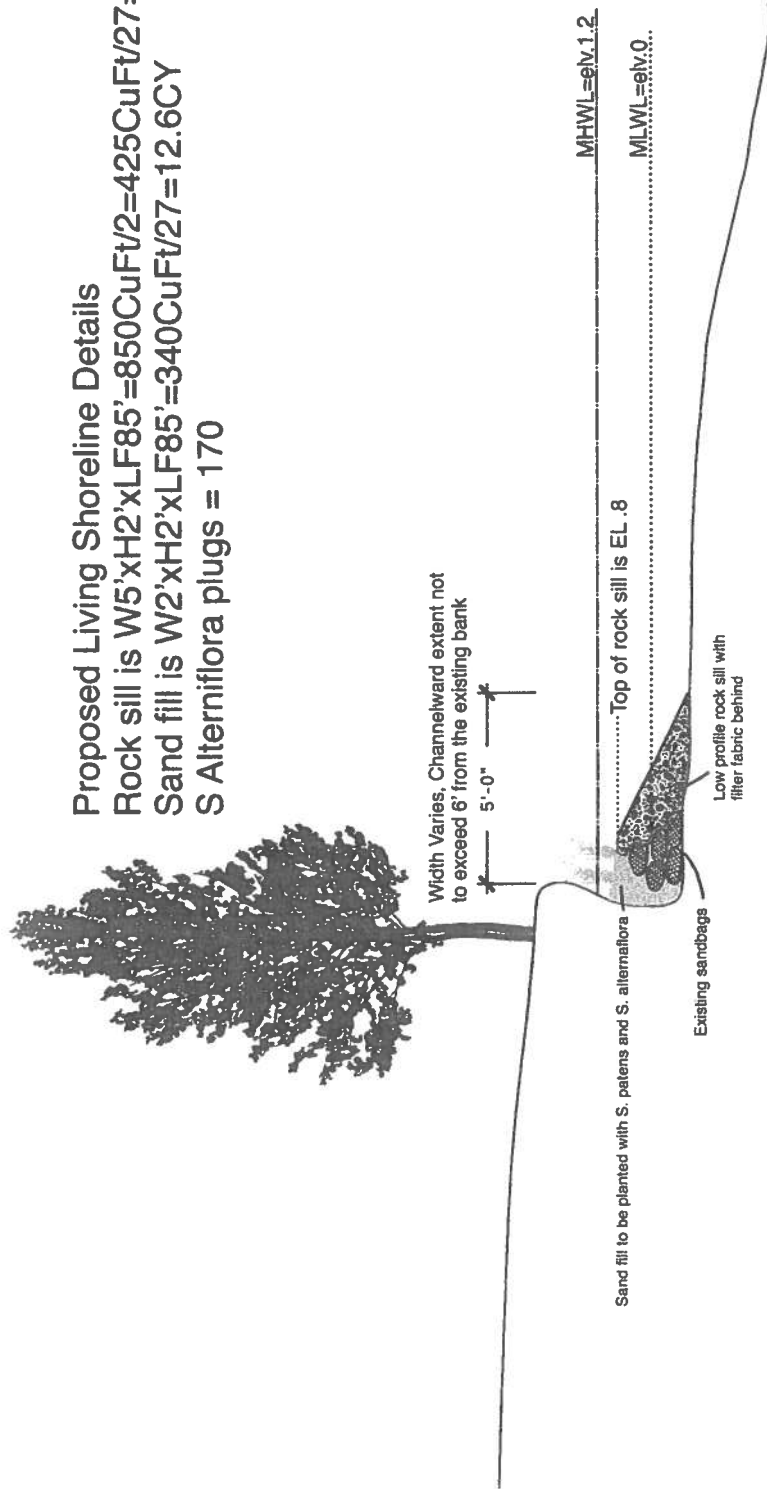 Proposed Living Shoreline Details
Rock sill is W5'xH2'xLF85'=850CuFt/2=425CuFt/27=
Sand fill is W2'xH2'xLF85'=340CuFt/27=12.6CY
S Alterniflora plugs = 170
Width Varies, Channelward extent not
to exceed 6' from the existing bank
5'-0"
MHWL=elv.1.2
MLWL=elv.0
Top of rock sill is EL .8
Sand fill to be planted with S. patens and S. alternaflora
Existing sandbags
Low profile rock sill with
filter fabric behind